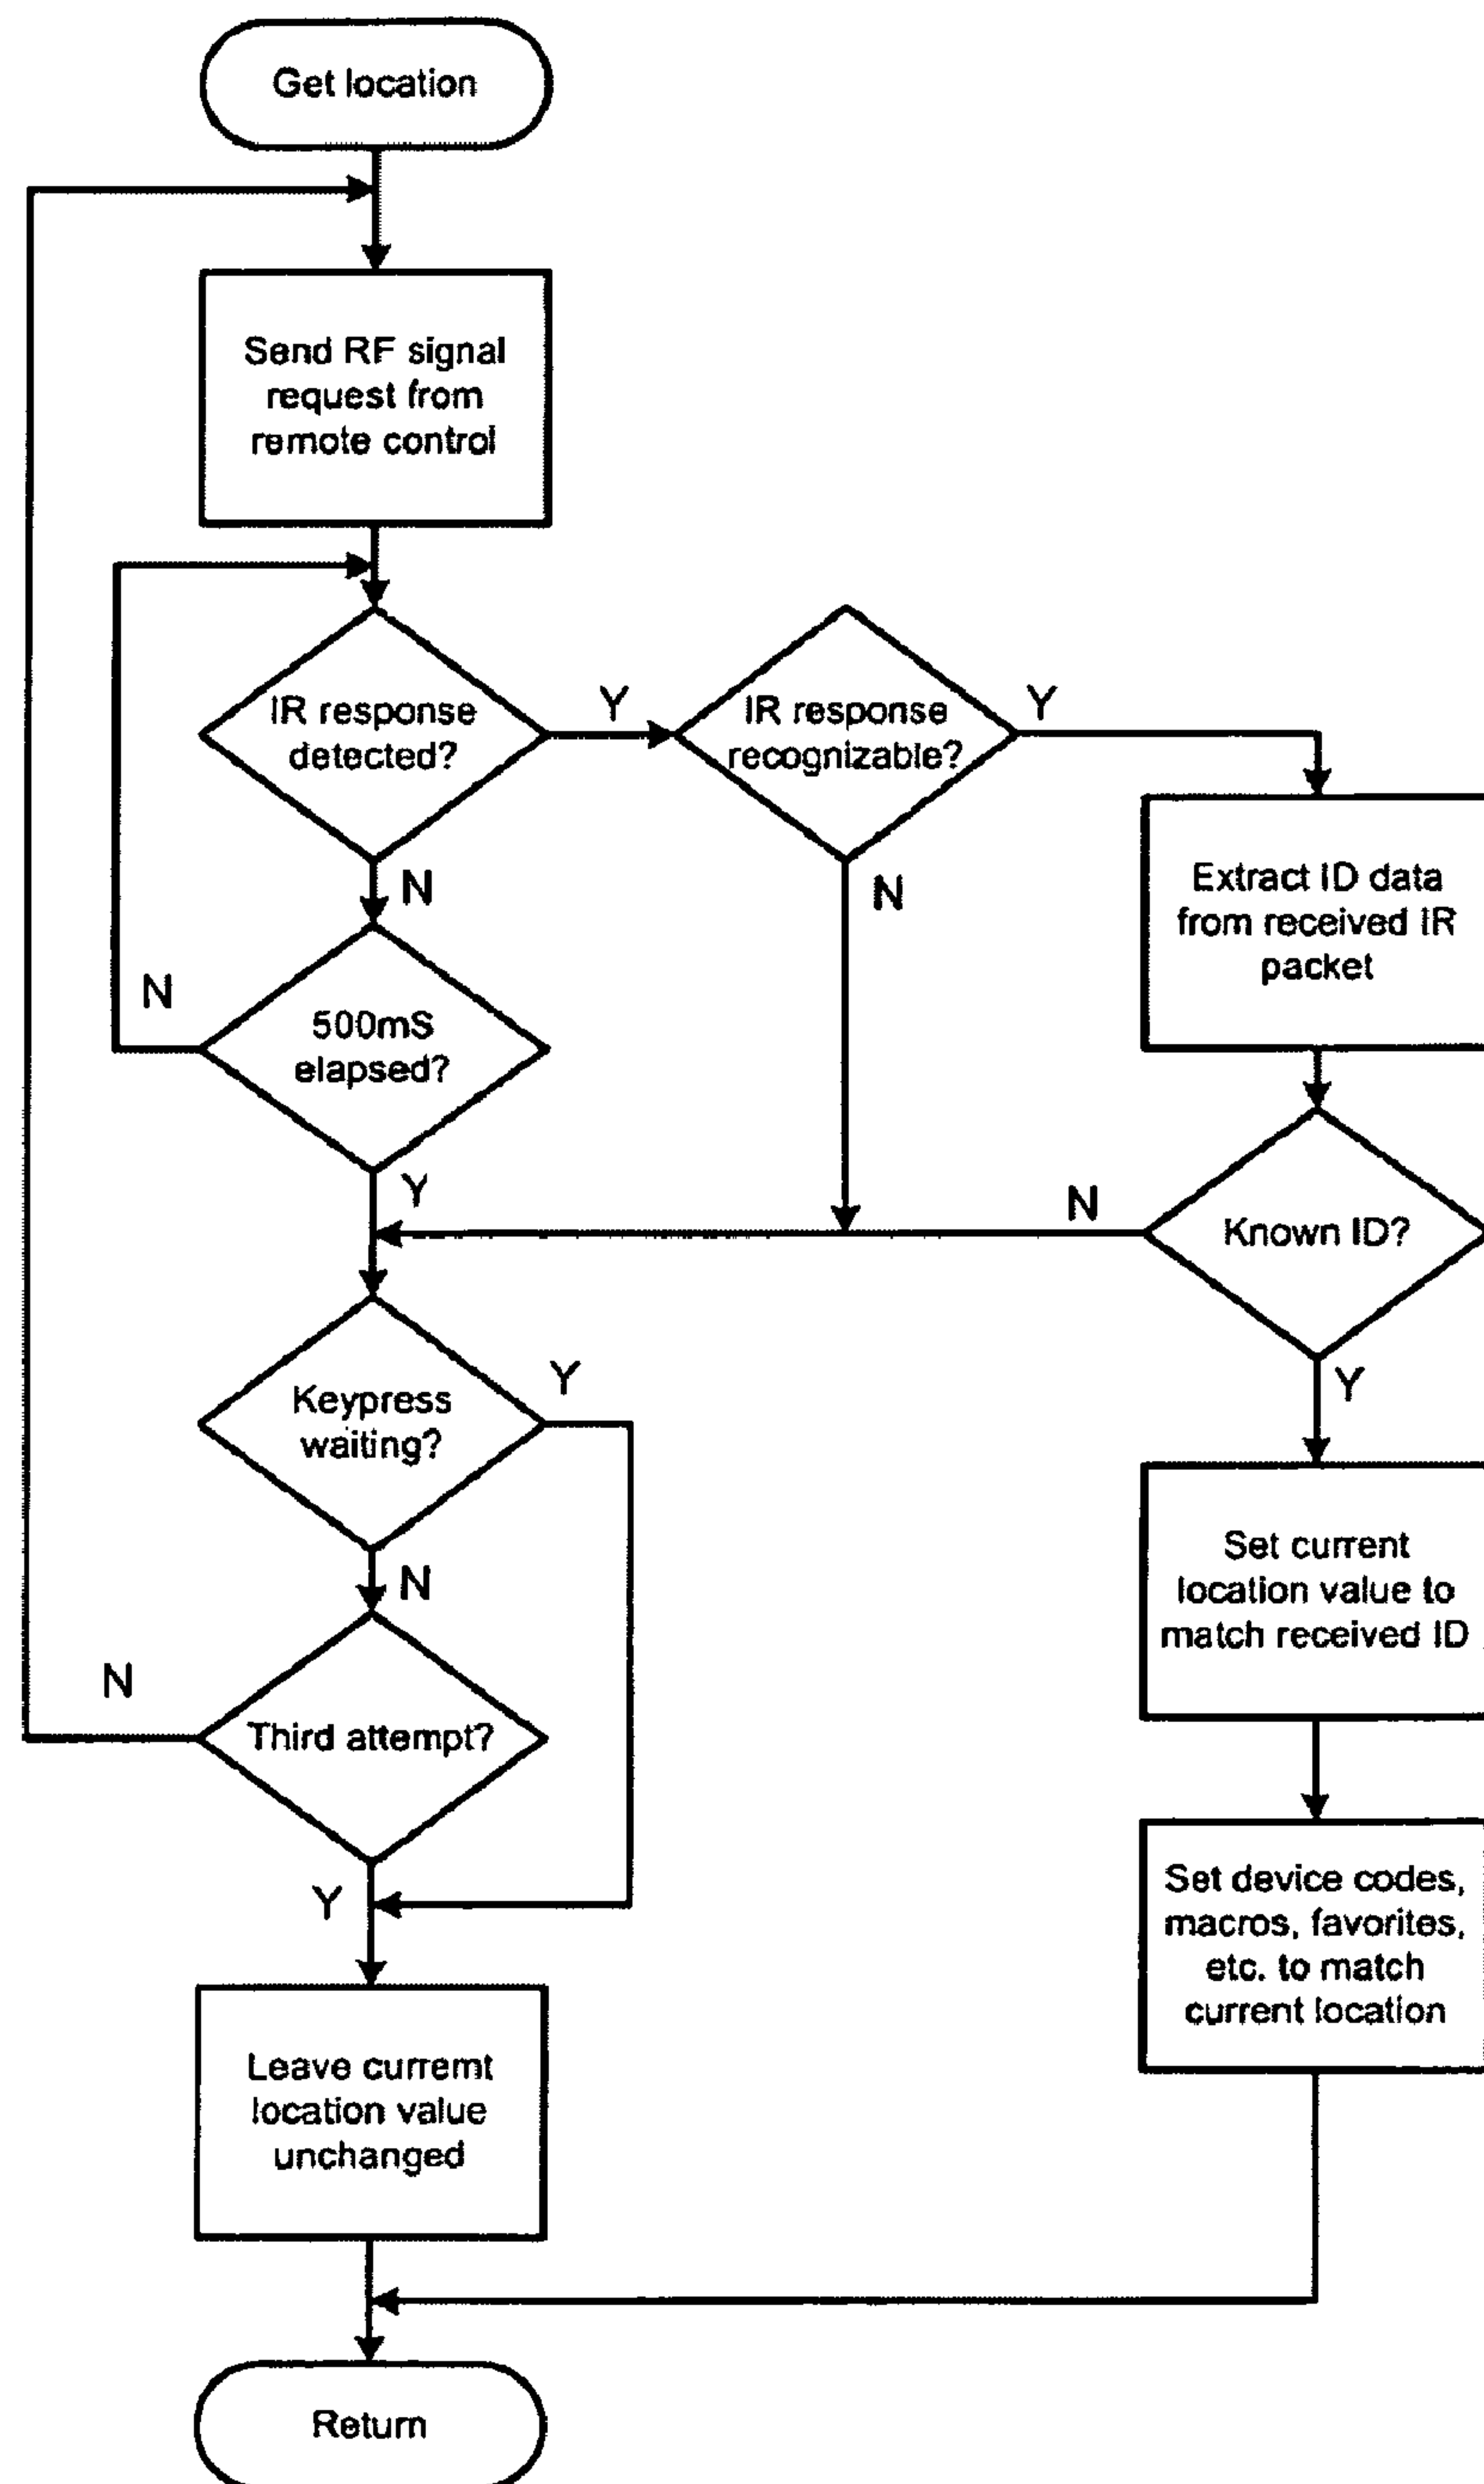 Get location
Send RF signal
request from
remote control
IR response
detected?
Y
IR response
recognizable?
Y
N
N
Extract ID data
from received IR
packet
N
500mS
elapsed?
Y
N
Known ID?
Y
Keypress
waiting?
Y
N
Set current
location value to
match received ID
N
Third attempt?
Y
Set device codes,
macros, favorites,
etc. to match
current location
Leave curremt
location value
unchanged
Return